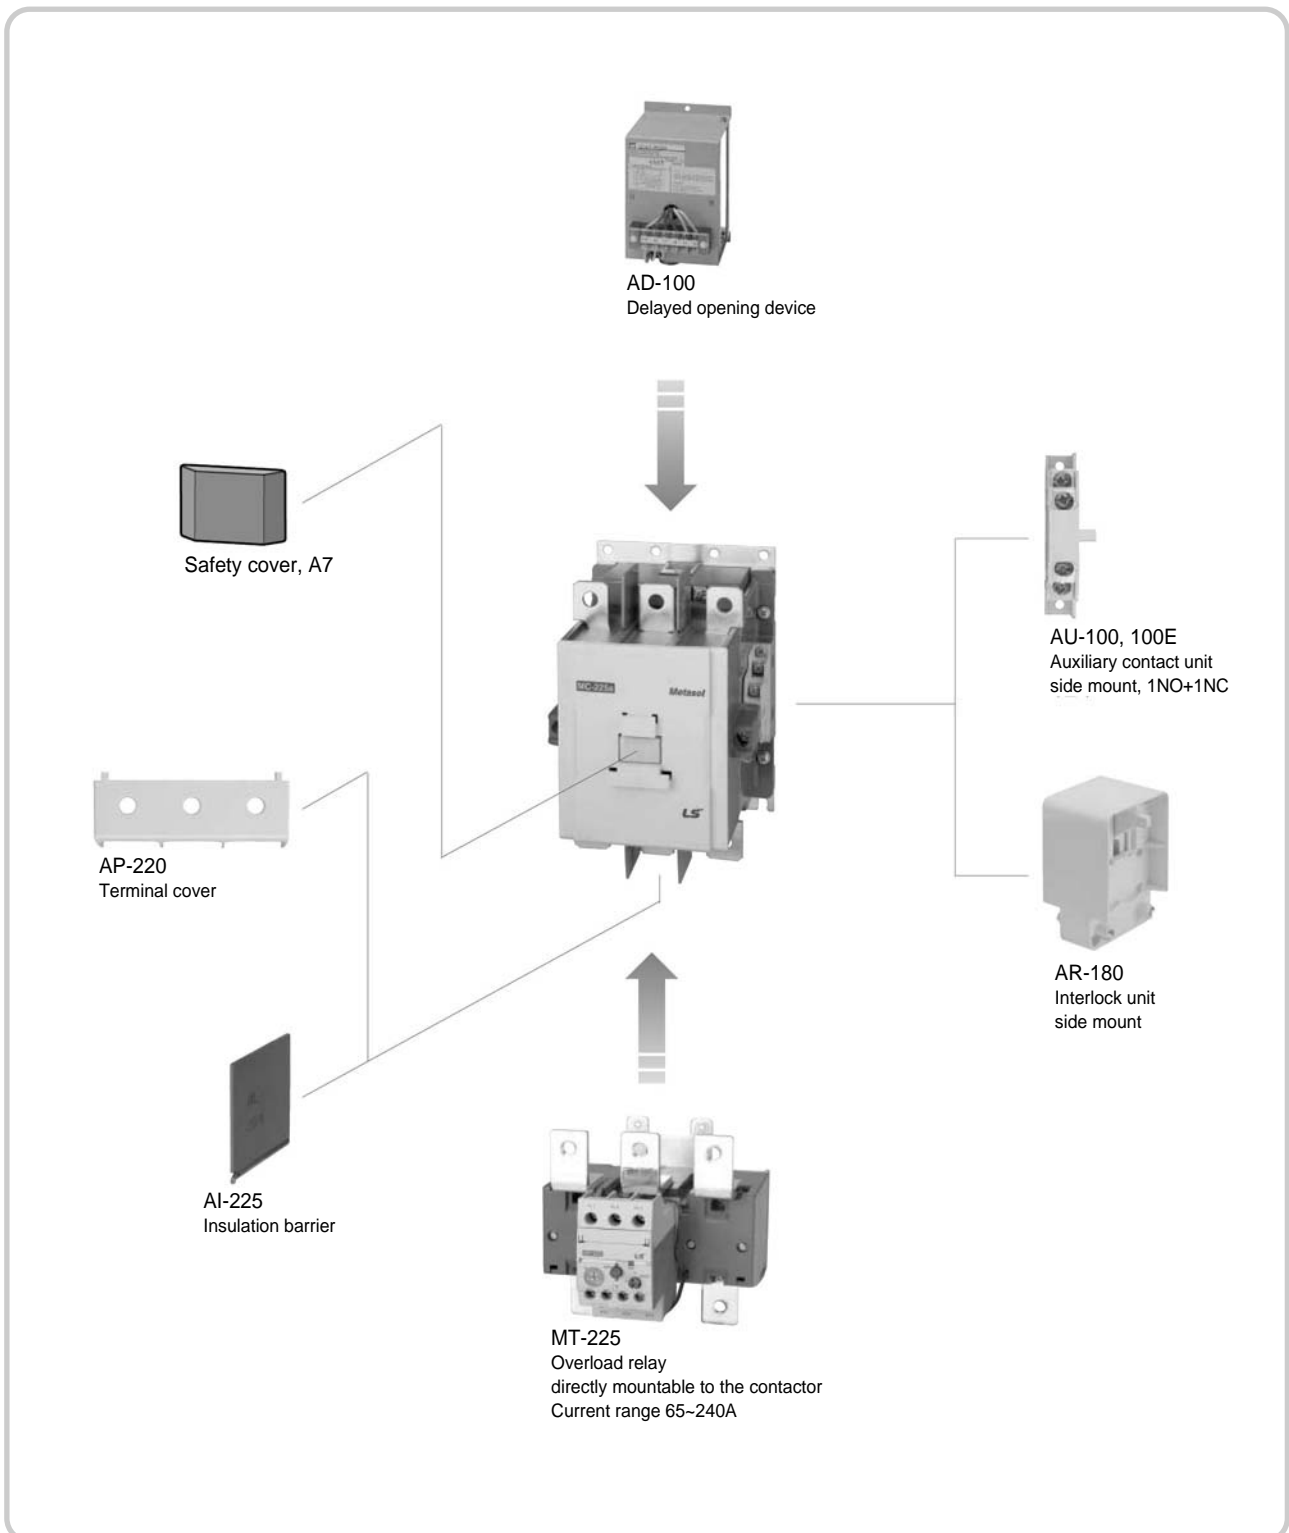 AD-100
Delayed opening device
Safety cover, A7
AU-100, 100E
Auxiliary contact unit
side mount, 1NO+1NC
MC-225a
Metasol
LS
AP-220
Terminal cover
AR-180
Interlock unit
side mount
AI-225
Insulation barrier
LS
MT-225
Overload relay
directly mountable to the contactor
Current range 65~240A